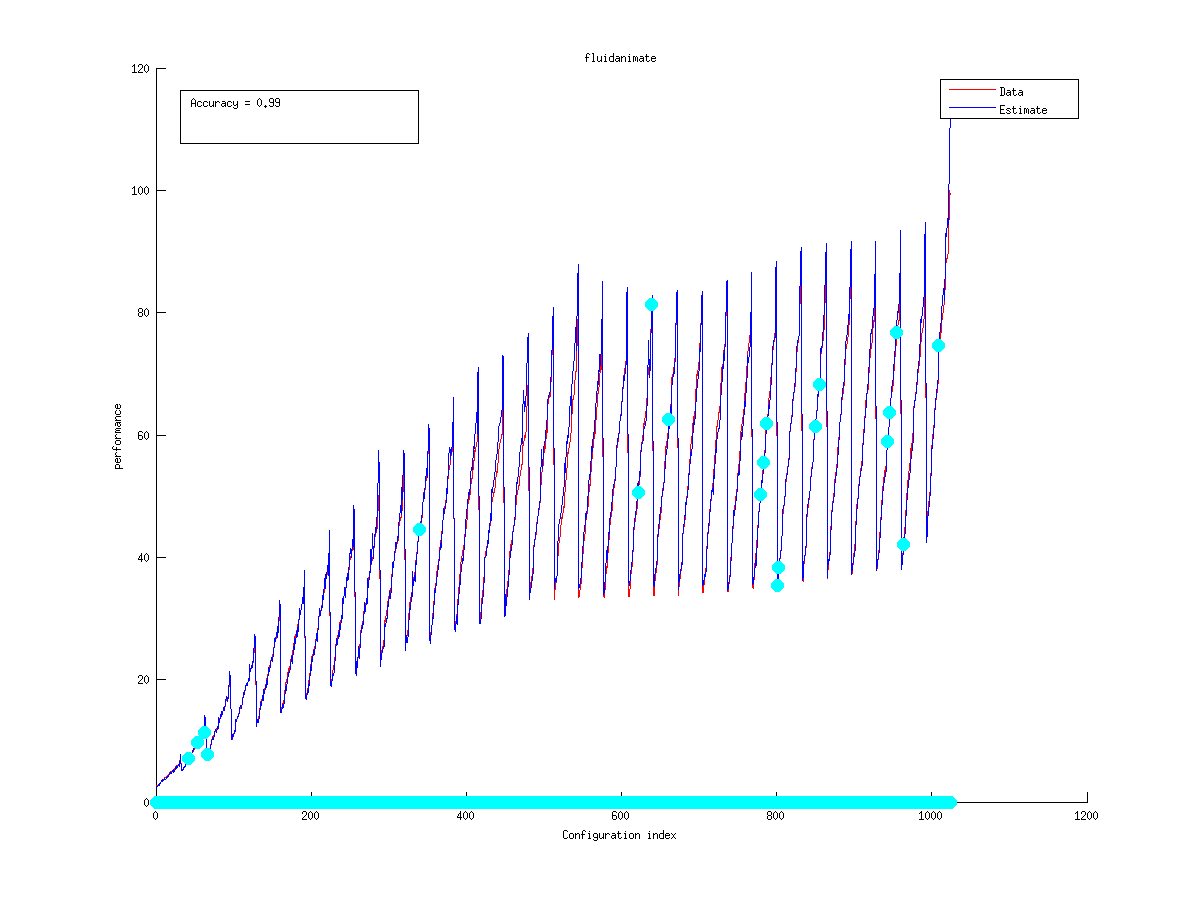 fluidanimate
Accuracy = 0.99
Data
Estimate
120
100
80
60
40
20
0
performance
0 200 400 600 800 1000 1200
Configuration index